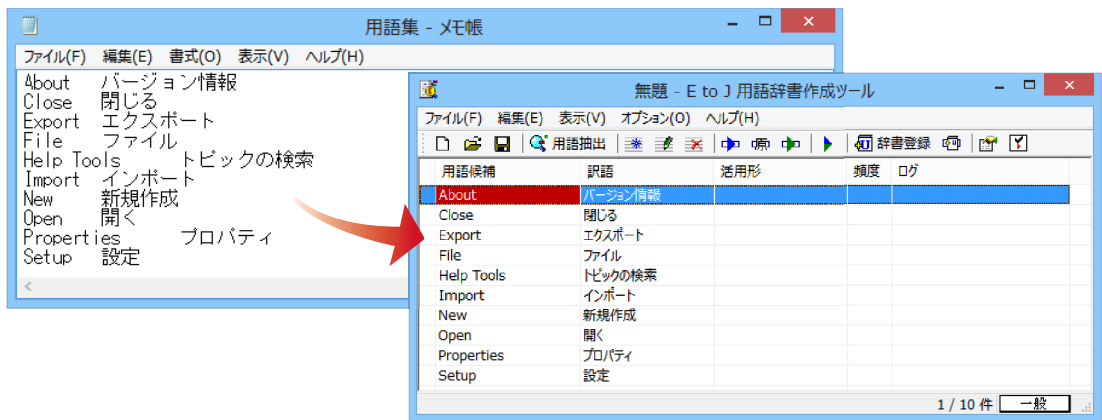 用語集 - メモ帳
ファイル(F) 編集(E) 書式(O) 表示(V) ヘルプ(H)
About バージョン情報
Close 閉じる
Export エクスポート
File ファイル
Help Tools トピックの検索
Import インポート
New 新規作成
Open 開く
Properties プロパティ
Setup 設定
無題 - E to J 用語辞書作成ツール
ファイル(F) 編集(E) 表示(V) オプション(O) ヘルプ(H)
用語抽出 辞書登録
用語候補 訳語 活用形 頻度 ログ
About バージョン情報
Close 閉じる
Export エクスポート
File ファイル
Help Tools トピックの検索
Import インポート
New 新規作成
Open 開く
Properties プロパティ
Setup 設定
1 / 10 件 一般